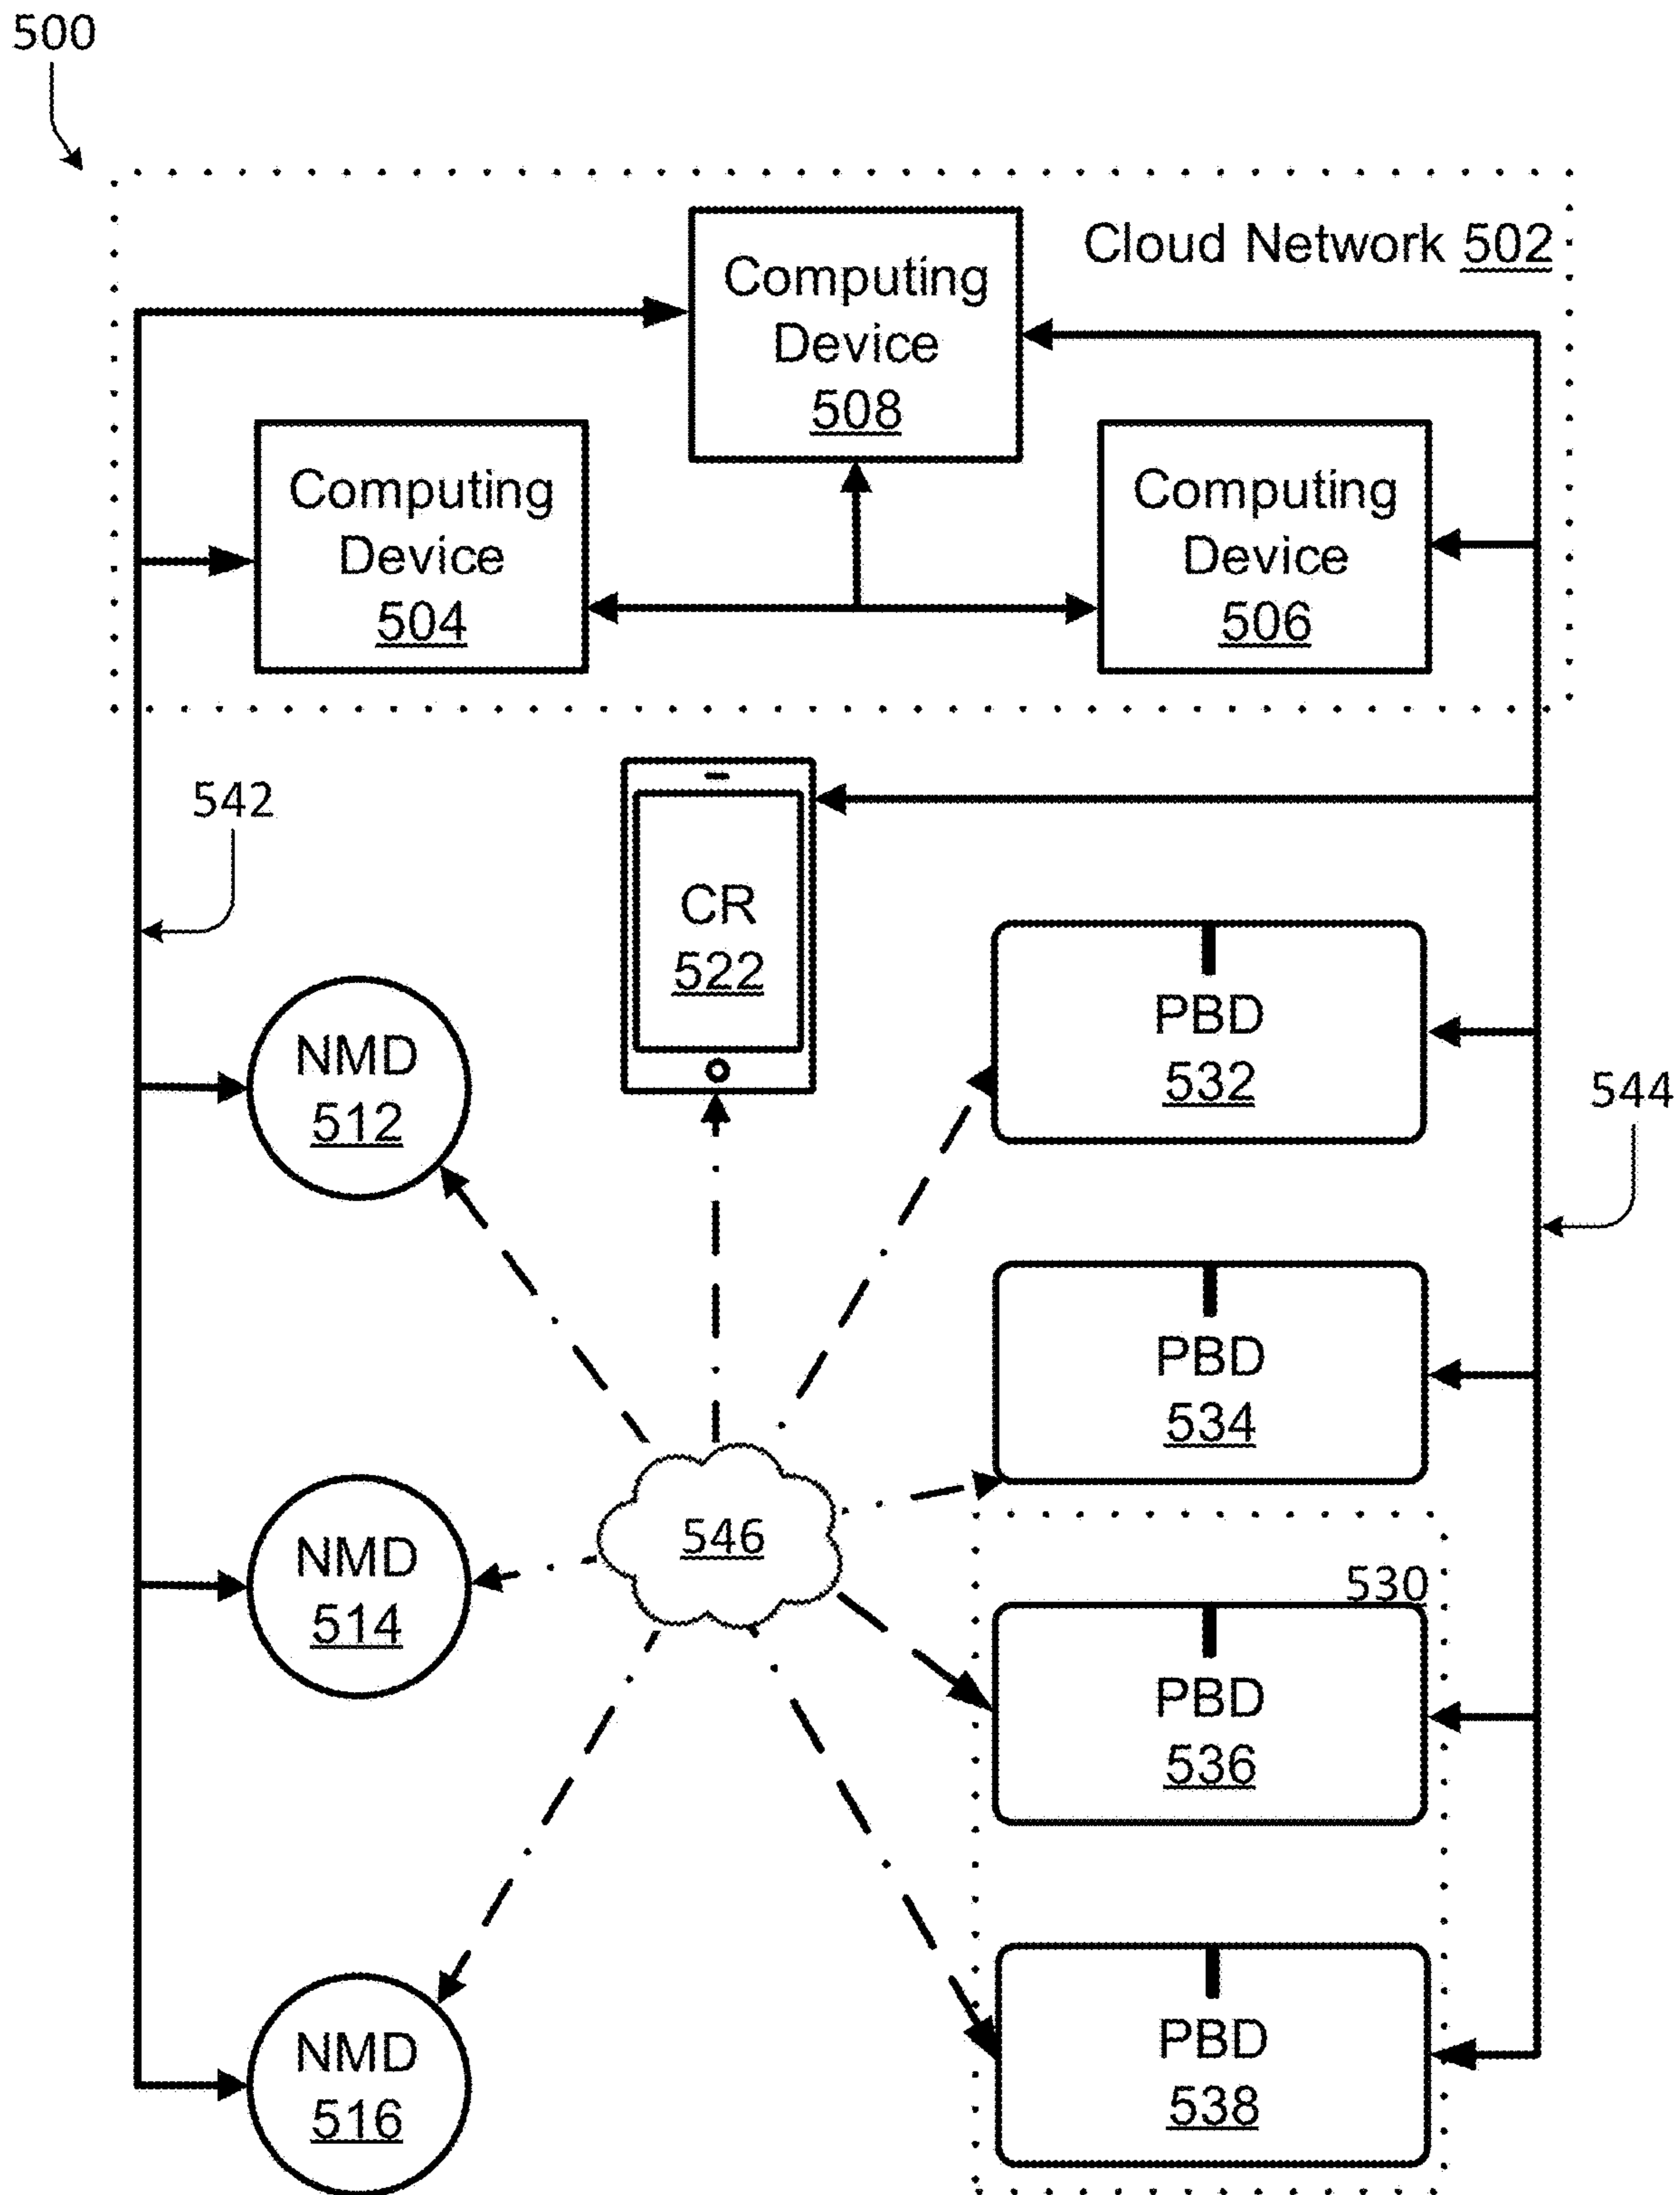 500
Cloud Network 502
Computing
Device
508
Computing
Device
504
Computing
Device
506
542
CR
522
PBD
532
544
NMD
512
PBD
534
546
NMD
514
530
PBD
536
NMD
516
PBD
538